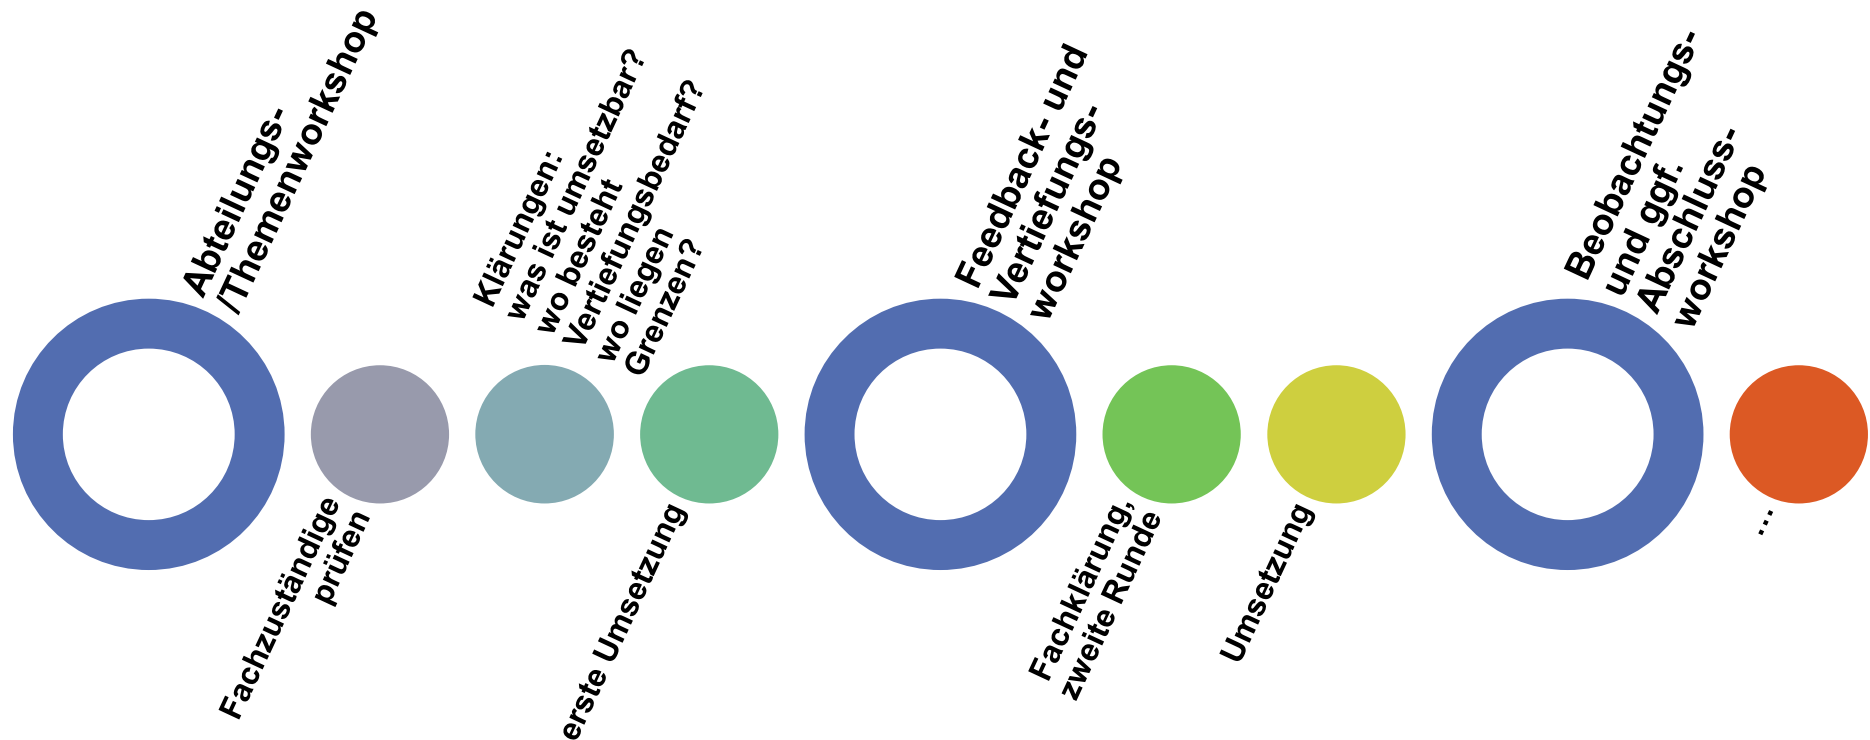 Abteilungs-
/Themenworkshop
Fachzuständige
prüfen
Klärungen:
was ist umsetzbar?
wo besteht
Vertiefungsbedarf?
wo liegen
Grenzen?
erste Umsetzung
Feedback- und
Vertiefungs-
workshop
Fachklärung,
zweite Runde
Umsetzung
Beobachtungs-
und ggf.
Abschluss-
workshop
...